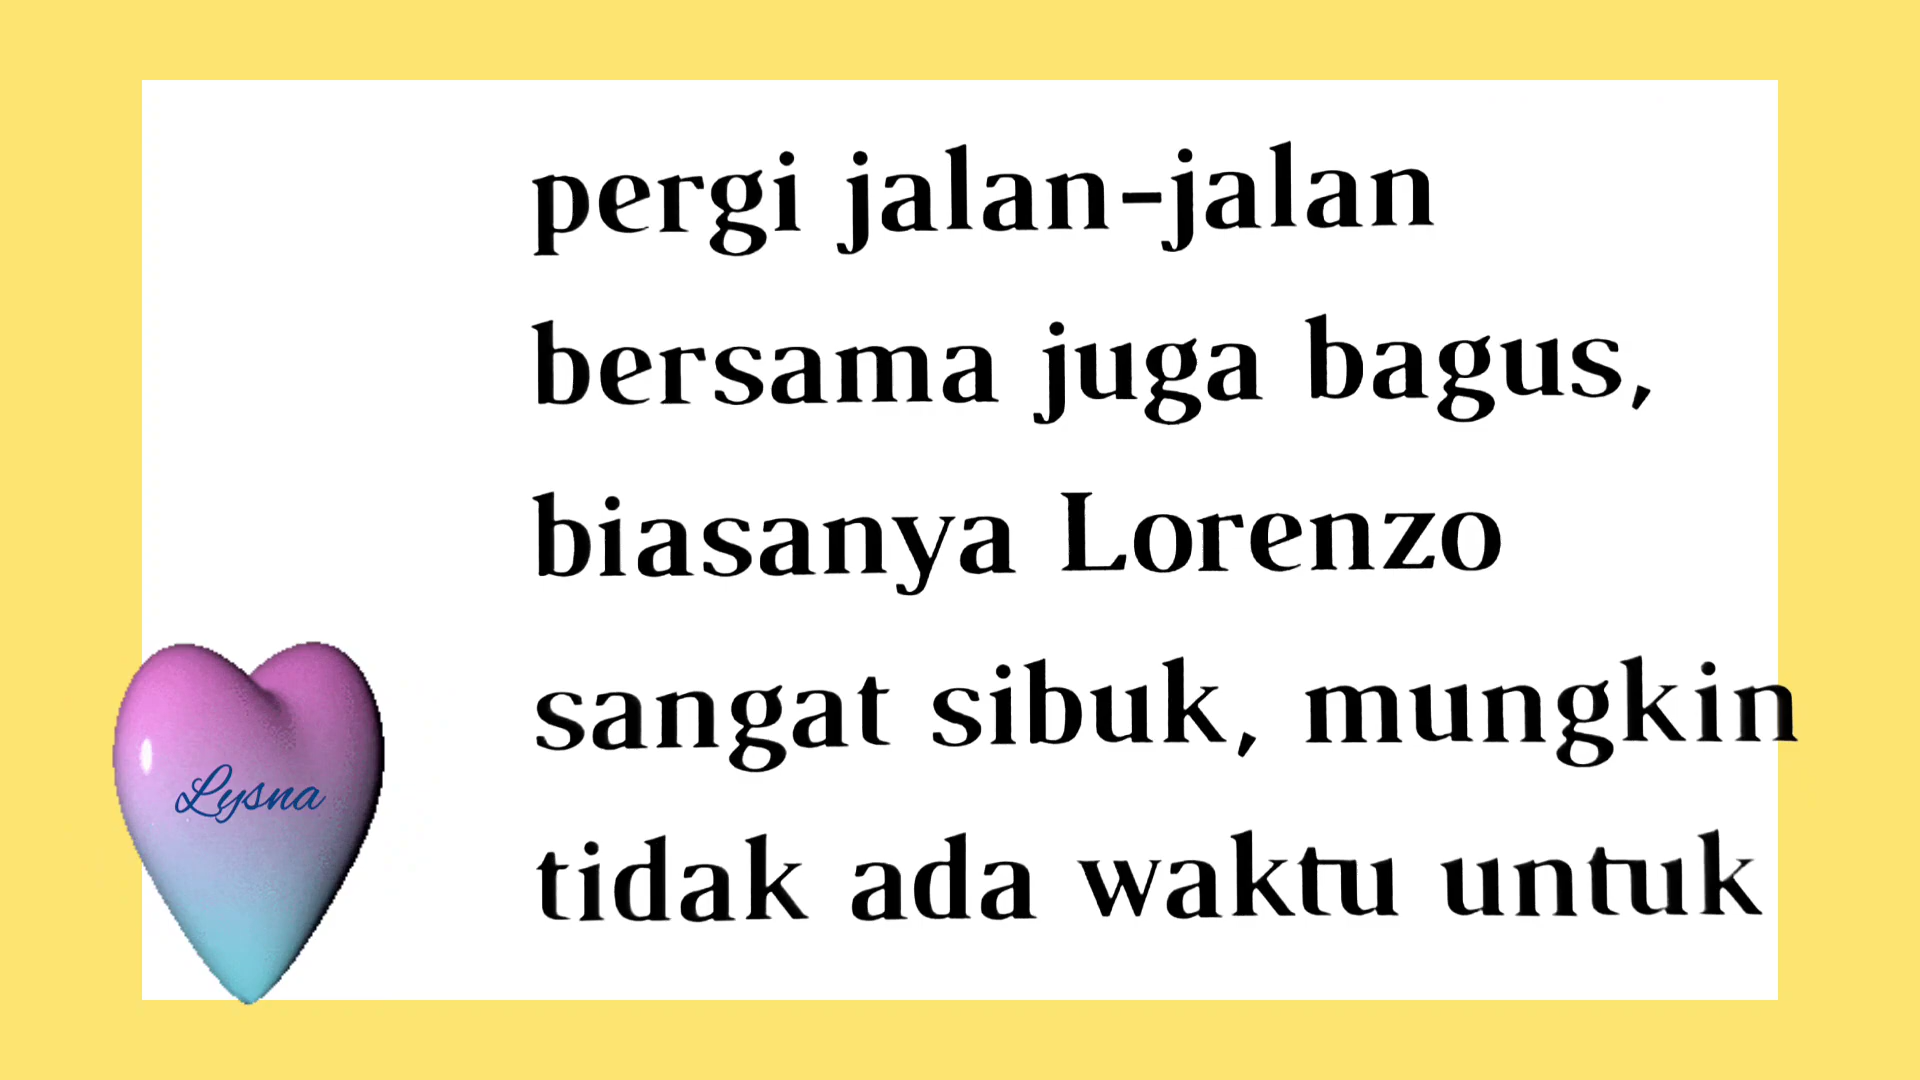 pergi jalan-jalan
bersama juga bagus,
biasanya Lorenzo
sangat sibuk, mungkin
tidak ada waktu untuk
Lysna